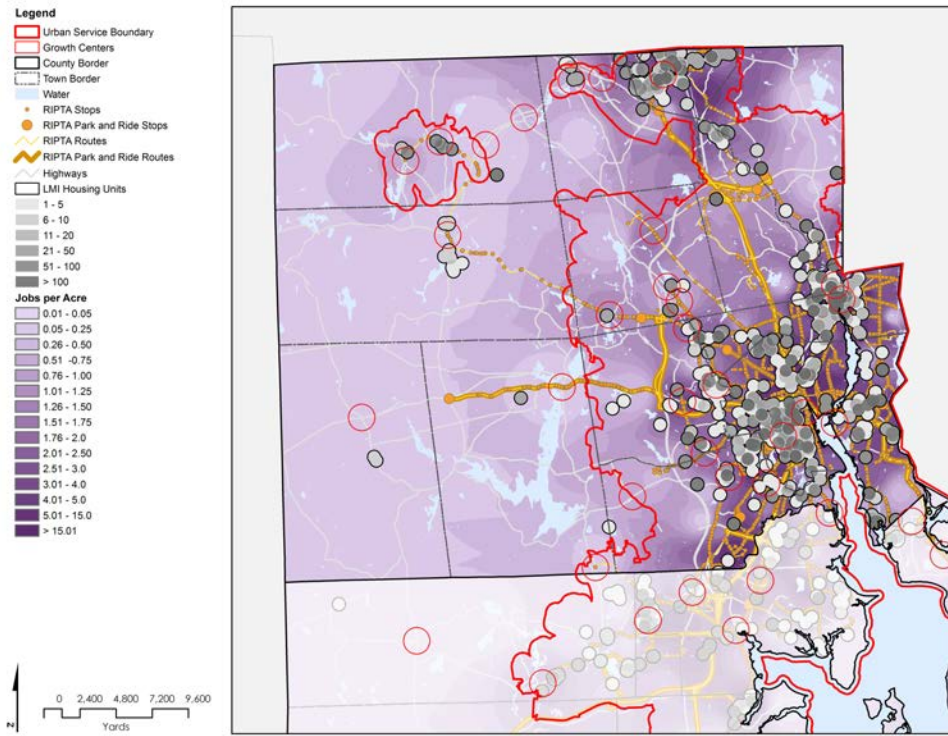 Legend
Urban Service Boundary
Growth Centers
County Border
Town Border
Water
RIPTA Stops
RIPTA Park and Ride Stops
RIPTA Routes
RIPTA Park and Ride Routes
Highways
LMI Housing Units
1 - 5
6 - 10
11 - 20
21 - 50
51 - 100
> 100
Jobs per Acre
0.01 - 0.05
0.05 - 0.25
0.26 - 0.50
0.51 -0.75
0.76 - 1.00
1.01 - 1.25
1.26 - 1.50
1.51 - 1.75
1.76 - 2.0
2.01 - 2.50
2.51 - 3.0
3.01 - 4.0
4.01 - 5.0
5.01 - 15.0
> 15.01
z
0 2,400 4,800 7,200 9,600
Yards